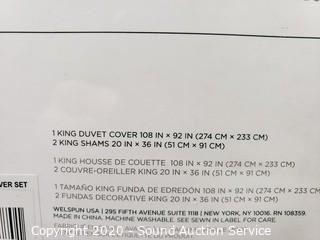 1 KING DUVET COVER 108 IN × 92 IN (274 CM × 233 CM)
2 KING SHAMS 20 IN × 36 IN (51 CM × 91 CM)
1 KING HOUSSE DE COUETTE 108 IN × 92 IN (274 CM × 233 CM)
2 COUVRE-OREILLER KING 20 IN × 36 IN (51 CM × 91 CM)
1 TAMAÑO KING FUNDA DE EDREDÓN 108 IN × 92 IN (274 CM × 233 CM)
2 FUNDAS DECORATIVAS KING 20 IN × 36 IN (51 CM × 91 CM)
VER SET
WELSPUN USA | 295 FIFTH AVENUE SUITE 1118 | NEW YORK, NY 10016. RN 108359.
MADE IN CHINA. MACHINE WASHABLE. SEE SEWN IN LABEL FOR CARE.
Copyright 2020 - Sound Auction Service